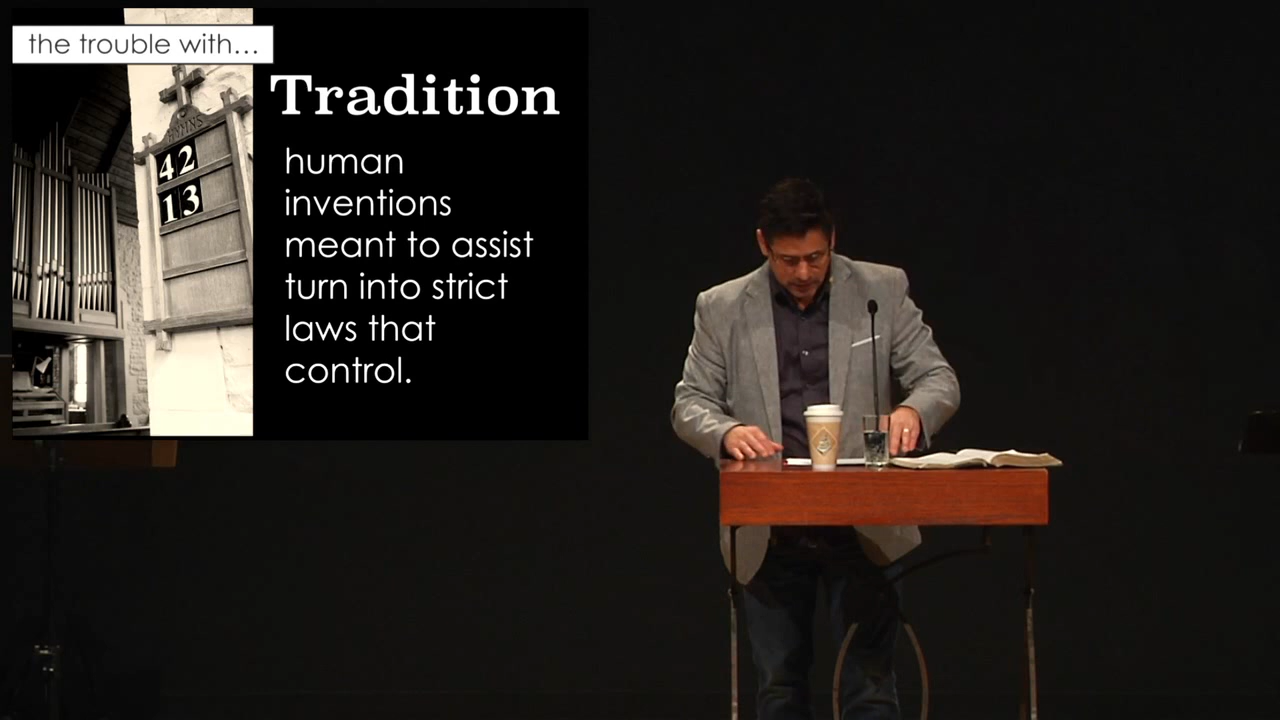 the trouble with...
Tradition
HYMNS
42
13
human
inventions
meant to assist
turn into strict
laws that
control.